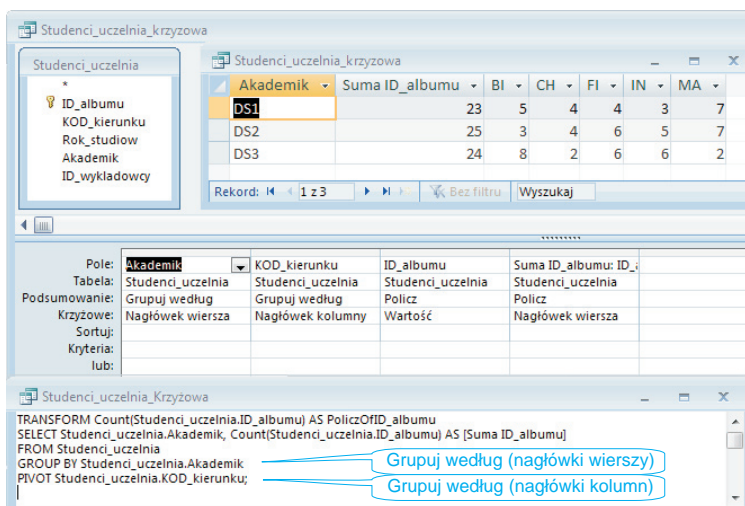 Studenci_uczelnia_krzyzowa
Studenci_uczelnia
*
ID_albumu
KOD_kierunku
Rok_studiow
Akademik
ID_wykladowcy
Studenci_uczelnia_krzyzowa
Akademik Suma ID_albumu BI CH FI IN MA
DS1 23 5 4 4 3 7
DS2 25 3 4 6 5 7
DS3 24 8 2 6 6 2
Rekord: 1 z 3 Bez filtru Wyszukaj
Pole: Akademik KOD_kierunku ID_albumu Suma ID_albumu: ID_
Tabela: Studenci_uczelnia Studenci_uczelnia Studenci_uczelnia Studenci_uczelnia
Podsumowanie: Grupuj według Grupuj według Policz Policz
Krzyżowe: Nagłówek wiersza Nagłówek kolumny Wartość Nagłówek wiersza
Sortuj:
Kryteria:
lub:
Studenci_uczelnia_Krzyżowa
TRANSFORM Count(Studenci_uczelnia.ID_albumu) AS PoliczOfID_albumu
SELECT Studenci_uczelnia.Akademik, Count(Studenci_uczelnia.ID_albumu) AS [Suma ID_albumu]
FROM Studenci_uczelnia
GROUP BY Studenci_uczelnia.Akademik Grupuj według (nagłówki wierszy)
PIVOT Studenci_uczelnia.KOD_kierunku; Grupuj według (nagłówki kolumn)